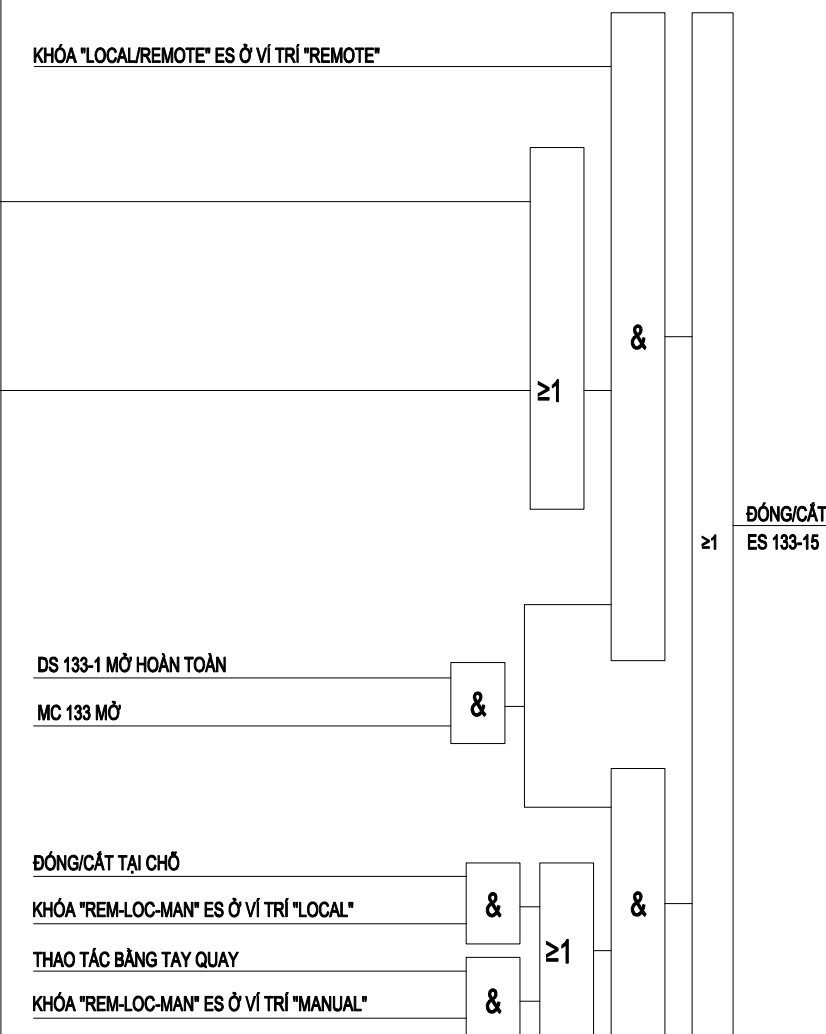 KHÓA "LOCAL/REMOTE" ES Ở VÍ TRÍ "REMOTE"
&
≥1
ĐÓNG/CẮT
≥1
ES 133-15
DS 133-1 MỞ HOÀN TOÀN
&
MC 133 MỞ
ĐÓNG/CẮT TẠI CHỖ
&
&
KHÓA "REM-LOC-MAN" ES Ở VÍ TRÍ "LOCAL"
≥1
THAO TÁC BẰNG TAY QUAY
&
KHÓA "REM-LOC-MAN" ES Ở VÍ TRÍ "MANUAL"